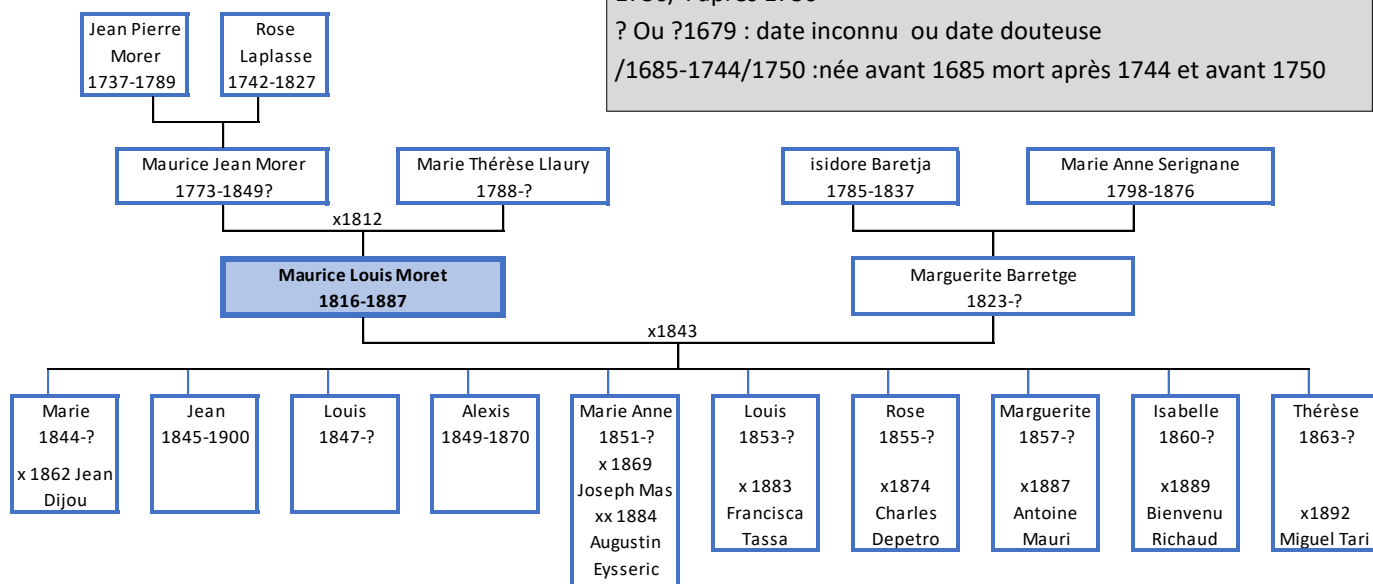 ? Ou ?1679 : date inconnu ou date douteuse
/1685-1744/1750 :née avant 1685 mort après 1744 et avant 1750
Jean Pierre
Morer
1737-1789
Rose
Laplasse
1742-1827
Maurice Jean Morer
1773-1849?
Marie Thérèse Llaury
1788-?
isidore Baretja
1785-1837
Marie Anne Serignane
1798-1876
x1812
Maurice Louis Moret
1816-1887
Marguerite Barretge
1823-?
x1843
Marie
1844-?
x 1862 Jean
Dijou
Jean
1845-1900
Louis
1847-?
Alexis
1849-1870
Marie Anne
1851-?
x 1869
Joseph Mas
xx 1884
Augustin
Eysseric
Louis
1853-?
x 1883
Francisca
Tassa
Rose
1855-?
x1874
Charles
Depetro
Marguerite
1857-?
x1887
Antoine
Mauri
Isabelle
1860-?
x1889
Bienvenu
Richaud
Thérèse
1863-?
x1892
Miguel Tari